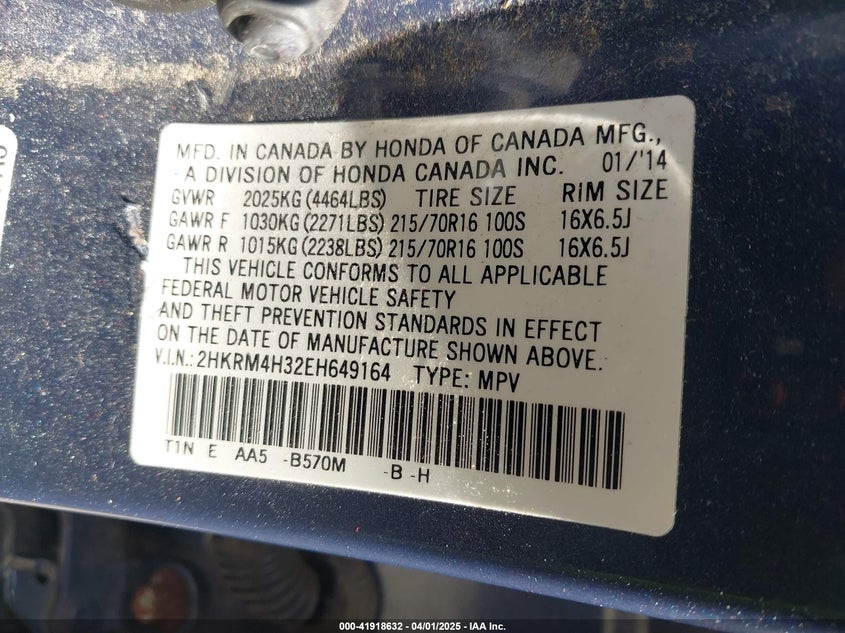 MFD. IN CANADA BY HONDA OF CANADA MFG.,
A DIVISION OF HONDA CANADA INC. 01/'14
GVWR 2025KG (4464LBS) TIRE SIZE RIM SIZE
GAWR F 1030KG (2271LBS) 215/70R16 100S 16X6.5J
GAWR R 1015KG (2238LBS) 215/70R16 100S 16X6.5J
THIS VEHICLE CONFORMS TO ALL APPLICABLE
FEDERAL MOTOR VEHICLE SAFETY
AND THEFT PREVENTION STANDARDS IN EFFECT
ON THE DATE OF MANUFACTURE SHOWN ABOVE.
V.I.N.: 2HKRM4H32EH649164 TYPE: MPV
T1N E AA5 -B570M -B -H
000-41918632 - 04/01/2025 - IAA Inc.